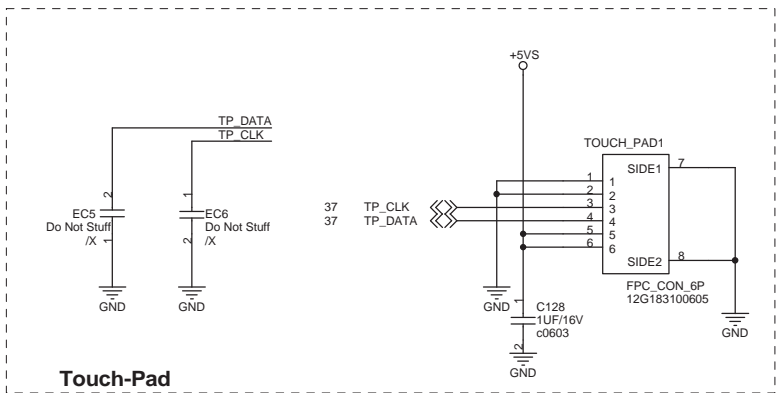 +5VS
TP_DATA
TP_CLK
TOUCH_PAD1
SIDE1
7
1
1
2
2
2
1
3
3
EC5
EC6
37
TP_CLK
4
4
Do Not Stuff
Do Not Stuff
37
TP_DATA
5
5
/X
/X
6
6
1
2
SIDE2
8
GND
GND
GND
1
C128
FPC_CON_6P
1UF/16V
12G183100605
GND
c0603
2
GND
Touch-Pad